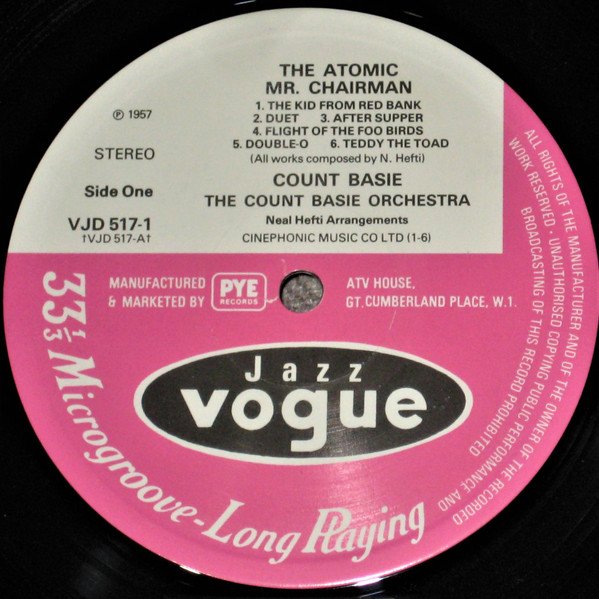 THE ATOMIC
MR. CHAIRMAN
1. THE KID FROM RED BANK
2. DUET 3. AFTER SUPPER
4. FLIGHT OF THE FOO BIRDS
5. DOUBLE-O 6. TEDDY THE TOAD
(All works composed by N. Hefti)
℗ 1957
STEREO
Side One
VJD 517-1
†VJD 517-A†
COUNT BASIE
THE COUNT BASIE ORCHESTRA
Neal Hefti Arrangements
CINEPHONIC MUSIC CO LTD (1-6)
MANUFACTURED
& MARKETED BY
PYE
RECORDS
ATV HOUSE,
GT. CUMBERLAND PLACE, W.1.
Jazz
vogue
33 1/3 Microgroove-Long Playing
ALL RIGHTS OF THE MANUFACTURER AND OF THE OWNER OF THE RECORDED
WORK RESERVED · UNAUTHORISED COPYING PUBLIC PERFORMANCE AND
BROADCASTING OF THIS RECORD PROHIBITED